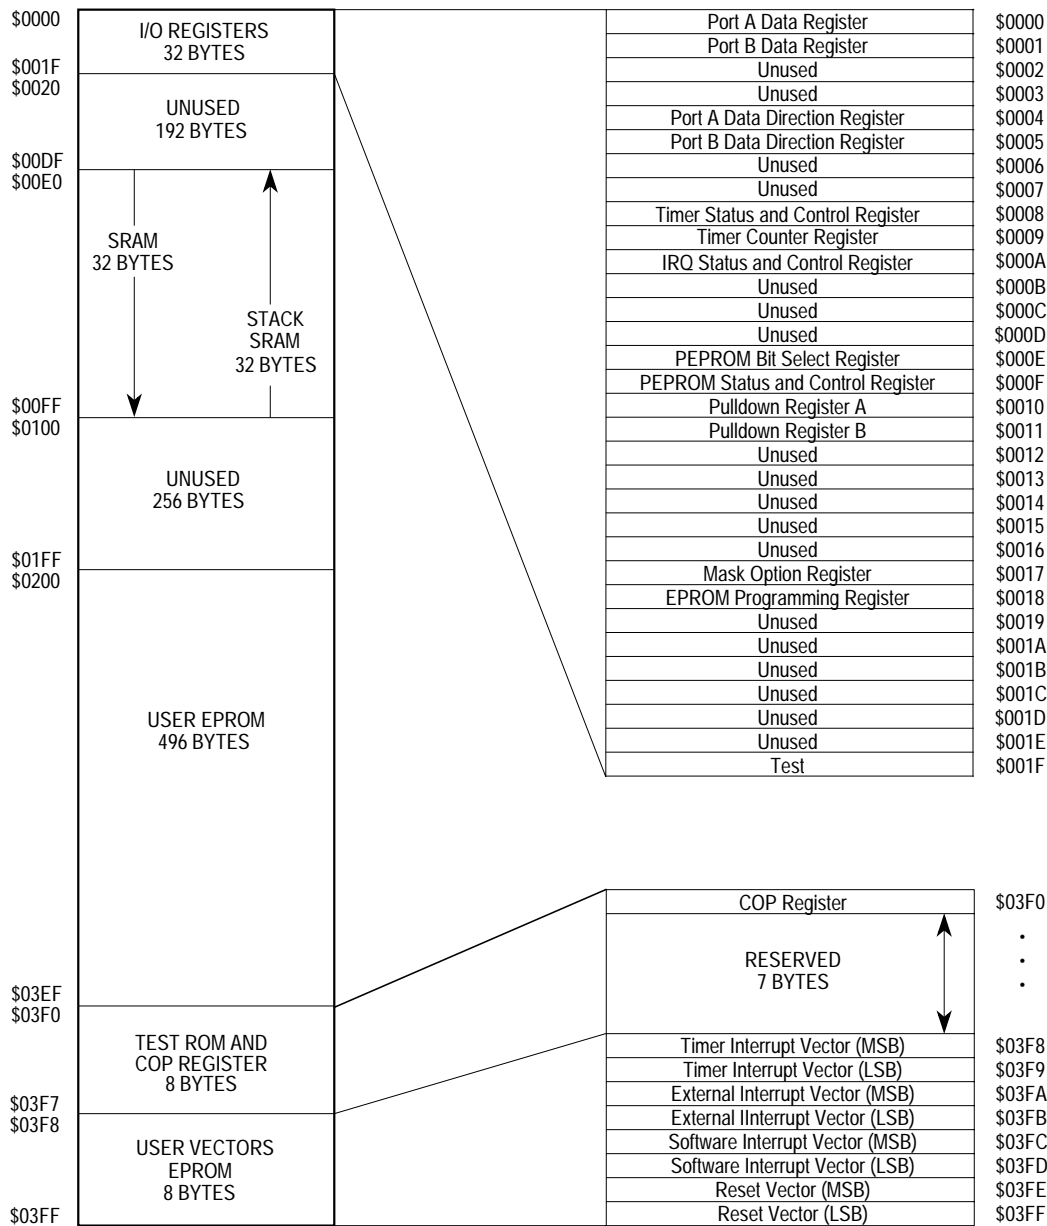 $0000
I/O REGISTERS
32 BYTES
$001F
$0020
UNUSED
192 BYTES
$00DF
$00E0
SRAM
32 BYTES
STACK
SRAM
32 BYTES
$00FF
$0100
UNUSED
256 BYTES
$01FF
$0200
USER EPROM
496 BYTES
$03EF
$03F0
TEST ROM AND
COP REGISTER
8 BYTES
$03F7
$03F8
USER VECTORS
EPROM
8 BYTES
$03FF
Port A Data Register $0000
Port B Data Register $0001
Unused $0002
Unused $0003
Port A Data Direction Register $0004
Port B Data Direction Register $0005
Unused $0006
Unused $0007
Timer Status and Control Register $0008
Timer Counter Register $0009
IRQ Status and Control Register $000A
Unused $000B
Unused $000C
Unused $000D
PEPROM Bit Select Register $000E
PEPROM Status and Control Register $000F
Pulldown Register A $0010
Pulldown Register B $0011
Unused $0012
Unused $0013
Unused $0014
Unused $0015
Unused $0016
Mask Option Register $0017
EPROM Programming Register $0018
Unused $0019
Unused $001A
Unused $001B
Unused $001C
Unused $001D
Unused $001E
Test $001F
COP Register $03F0
RESERVED
7 BYTES
Timer Interrupt Vector (MSB) $03F8
Timer Interrupt Vector (LSB) $03F9
External Interrupt Vector (MSB) $03FA
External IInterrupt Vector (LSB) $03FB
Software Interrupt Vector (MSB) $03FC
Software Interrupt Vector (LSB) $03FD
Reset Vector (MSB) $03FE
Reset Vector (LSB) $03FF